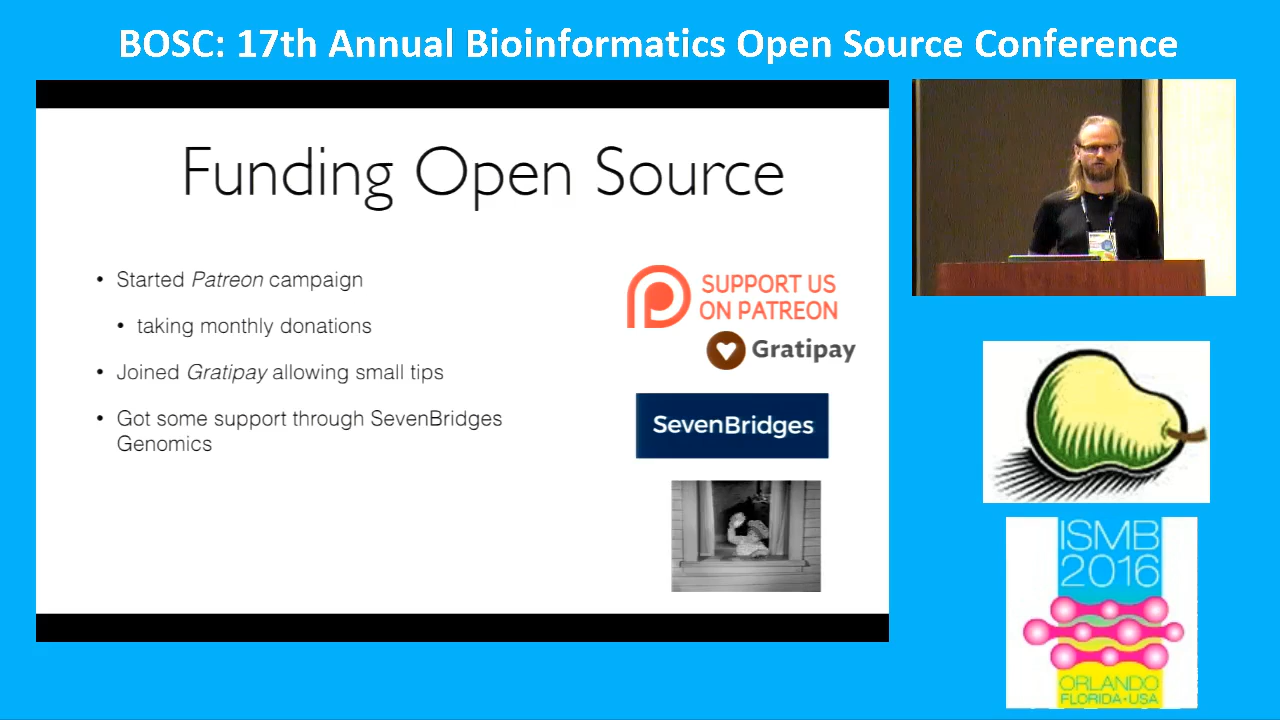 BOSC: 17th Annual Bioinformatics Open Source Conference
Funding Open Source
• Started Patreon campaign
• taking monthly donations
• Joined Gratipay allowing small tips
• Got some support through SevenBridges
Genomics
SUPPORT US
ON PATREON
Gratipay
SevenBridges
ISMB
2016
ORLANDO
FLORIDA • USA